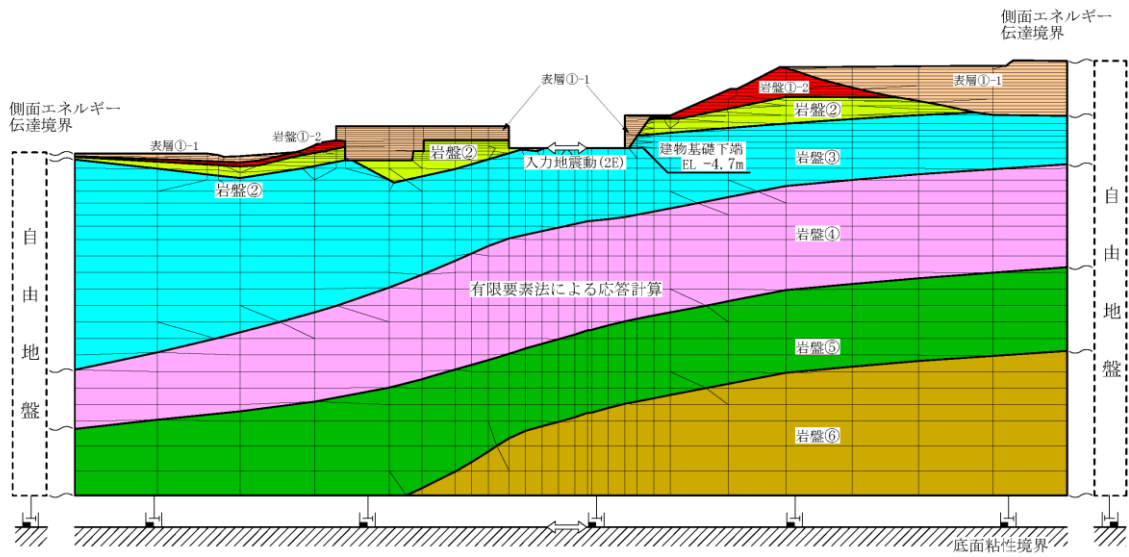 側面エネルギー
伝達境界
側面エネルギー
伝達境界
表層①-1
岩盤①-2
表層①-1
岩盤②
表層①-1
岩盤①-2
岩盤②
入力地震動(2E)
建物基礎下端
EL -4.7m
岩盤③
岩盤②
岩盤④
有限要素法による応答計算
岩盤⑤
岩盤⑥
自由地盤
自由地盤
底面粘性境界